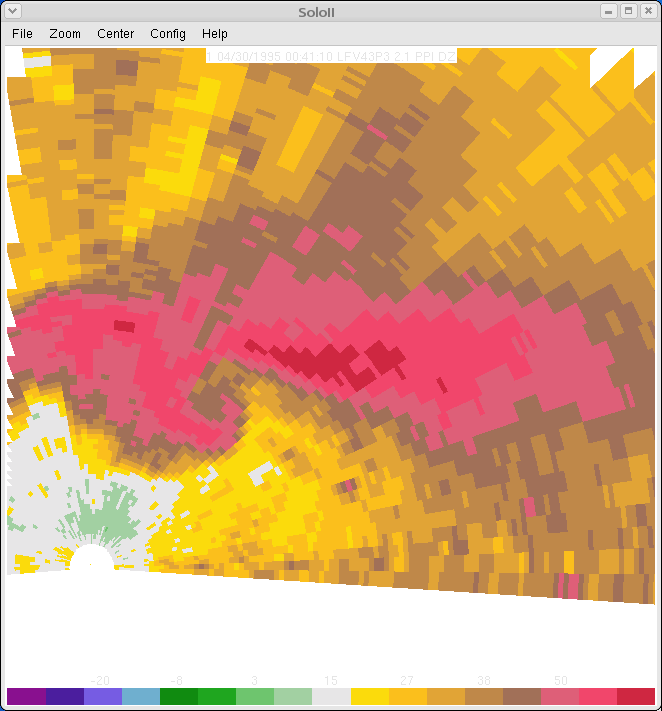 SoloII
File Zoom Center Config Help
1 04/30/1995 00:41:10 LFV43P3 2.1 PPI DZ
-20 -8 3 15 27 38 50